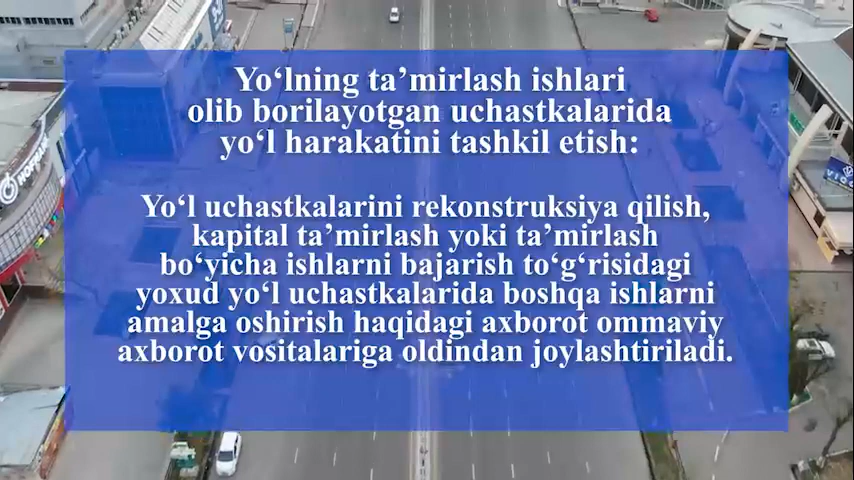 Yo‘lning ta’mirlash ishlari
olib borilayotgan uchastkalarida
yo‘l harakatini tashkil etish:
Yo‘l uchastkalarini rekonstruksiya qilish,
kapital ta’mirlash yoki ta’mirlash
bo‘yicha ishlarni bajarish to‘g‘risidagi
yoxud yo‘l uchastkalarida boshqa ishlarni
amalga oshirish haqidagi axborot ommaviy
axborot vositalariga oldindan joylashtiriladi.